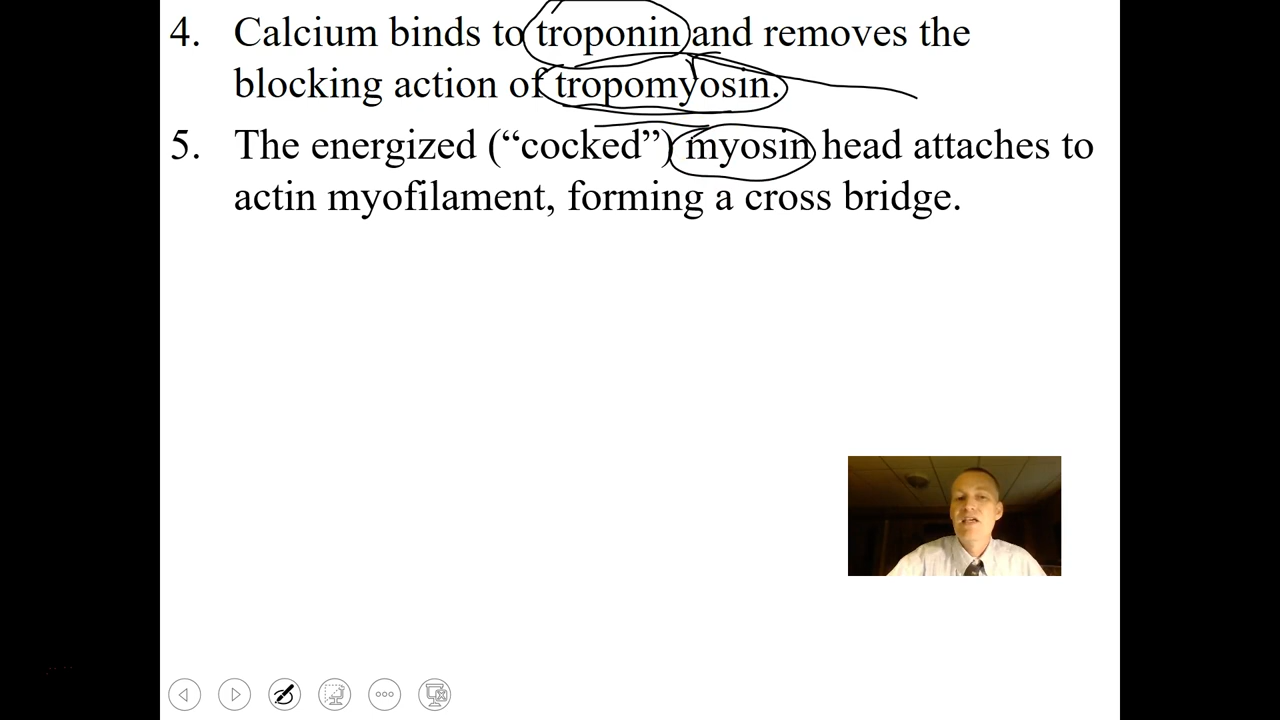 4. Calcium binds to troponin and removes the
blocking action of tropomyosin.
5. The energized (“cocked”) myosin head attaches to
actin myofilament, forming a cross bridge.